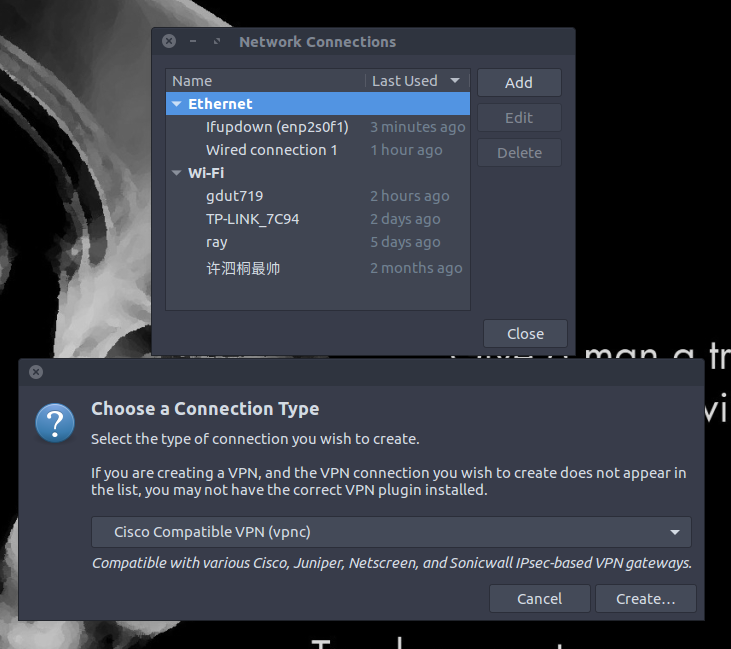 Network Connections
Name Last Used
Add
Ethernet
Edit
Ifupdown (enp2s0f1) 3 minutes ago
Wired connection 1 1 hour ago
Delete
Wi-Fi
gdut719 2 hours ago
TP-LINK_7C94 2 days ago
ray 5 days ago
许泗桐最帅 2 months ago
Close
man a tr
vi
Choose a Connection Type
Select the type of connection you wish to create.
If you are creating a VPN, and the VPN connection you wish to create does not appear in
the list, you may not have the correct VPN plugin installed.
Cisco Compatible VPN (vpnc)
Compatible with various Cisco, Juniper, Netscreen, and Sonicwall IPsec-based VPN gateways.
Cancel Create...